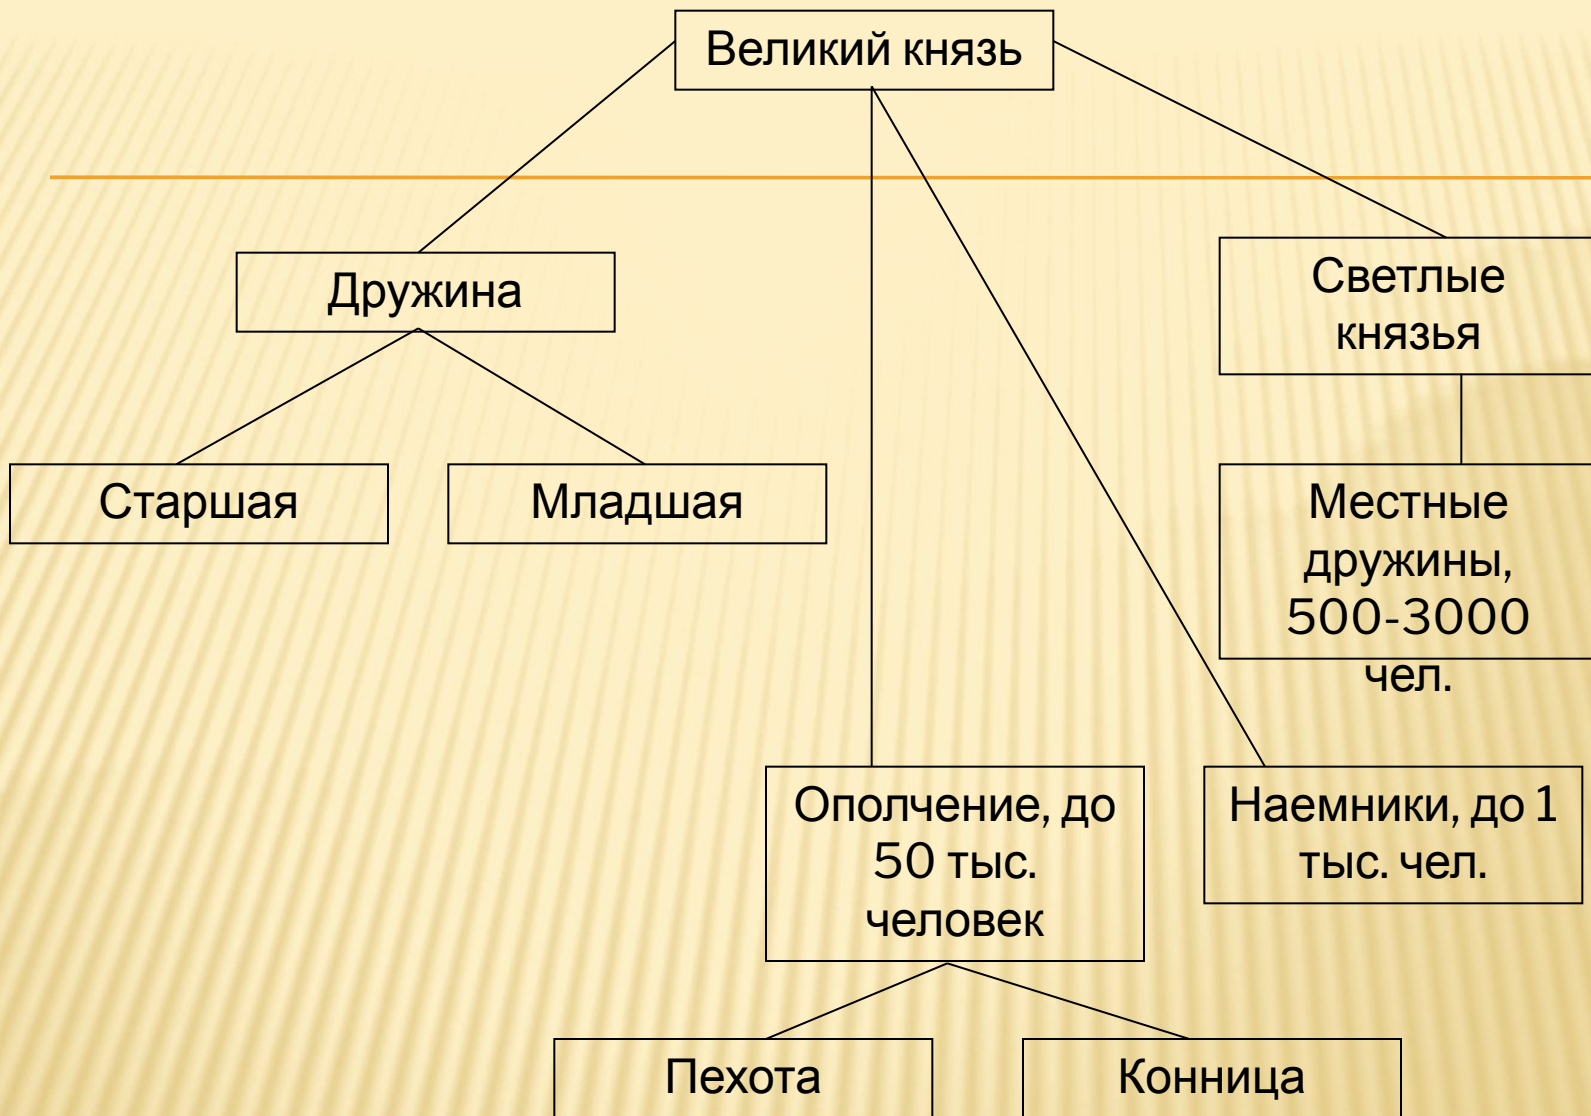 Великий князь
Дружина
Светлые
князья
Старшая
Младшая
Местные
дружины,
500-3000
чел.
Ополчение, до
50 тыс.
человек
Наемники, до 1
тыс. чел.
Пехота
Конница